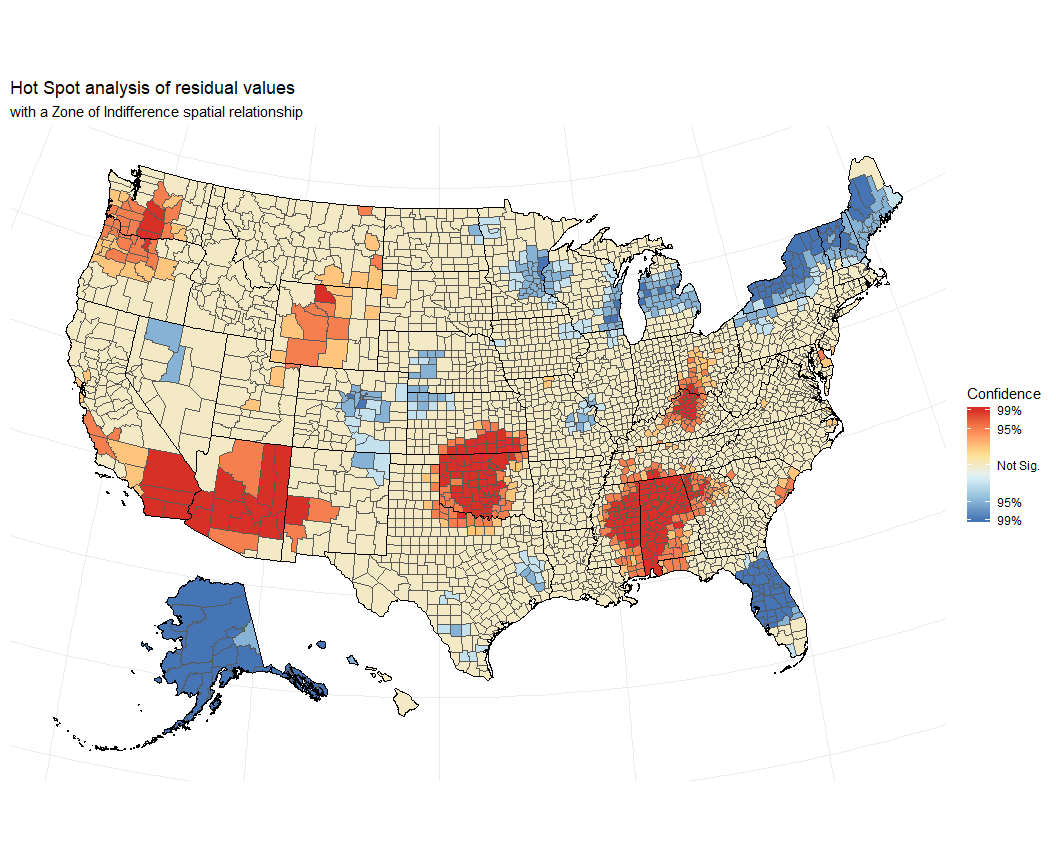 Hot Spot analysis of residual values
with a Zone of Indifference spatial relationship
Confidence
99%
95%
Not Sig.
95%
99%